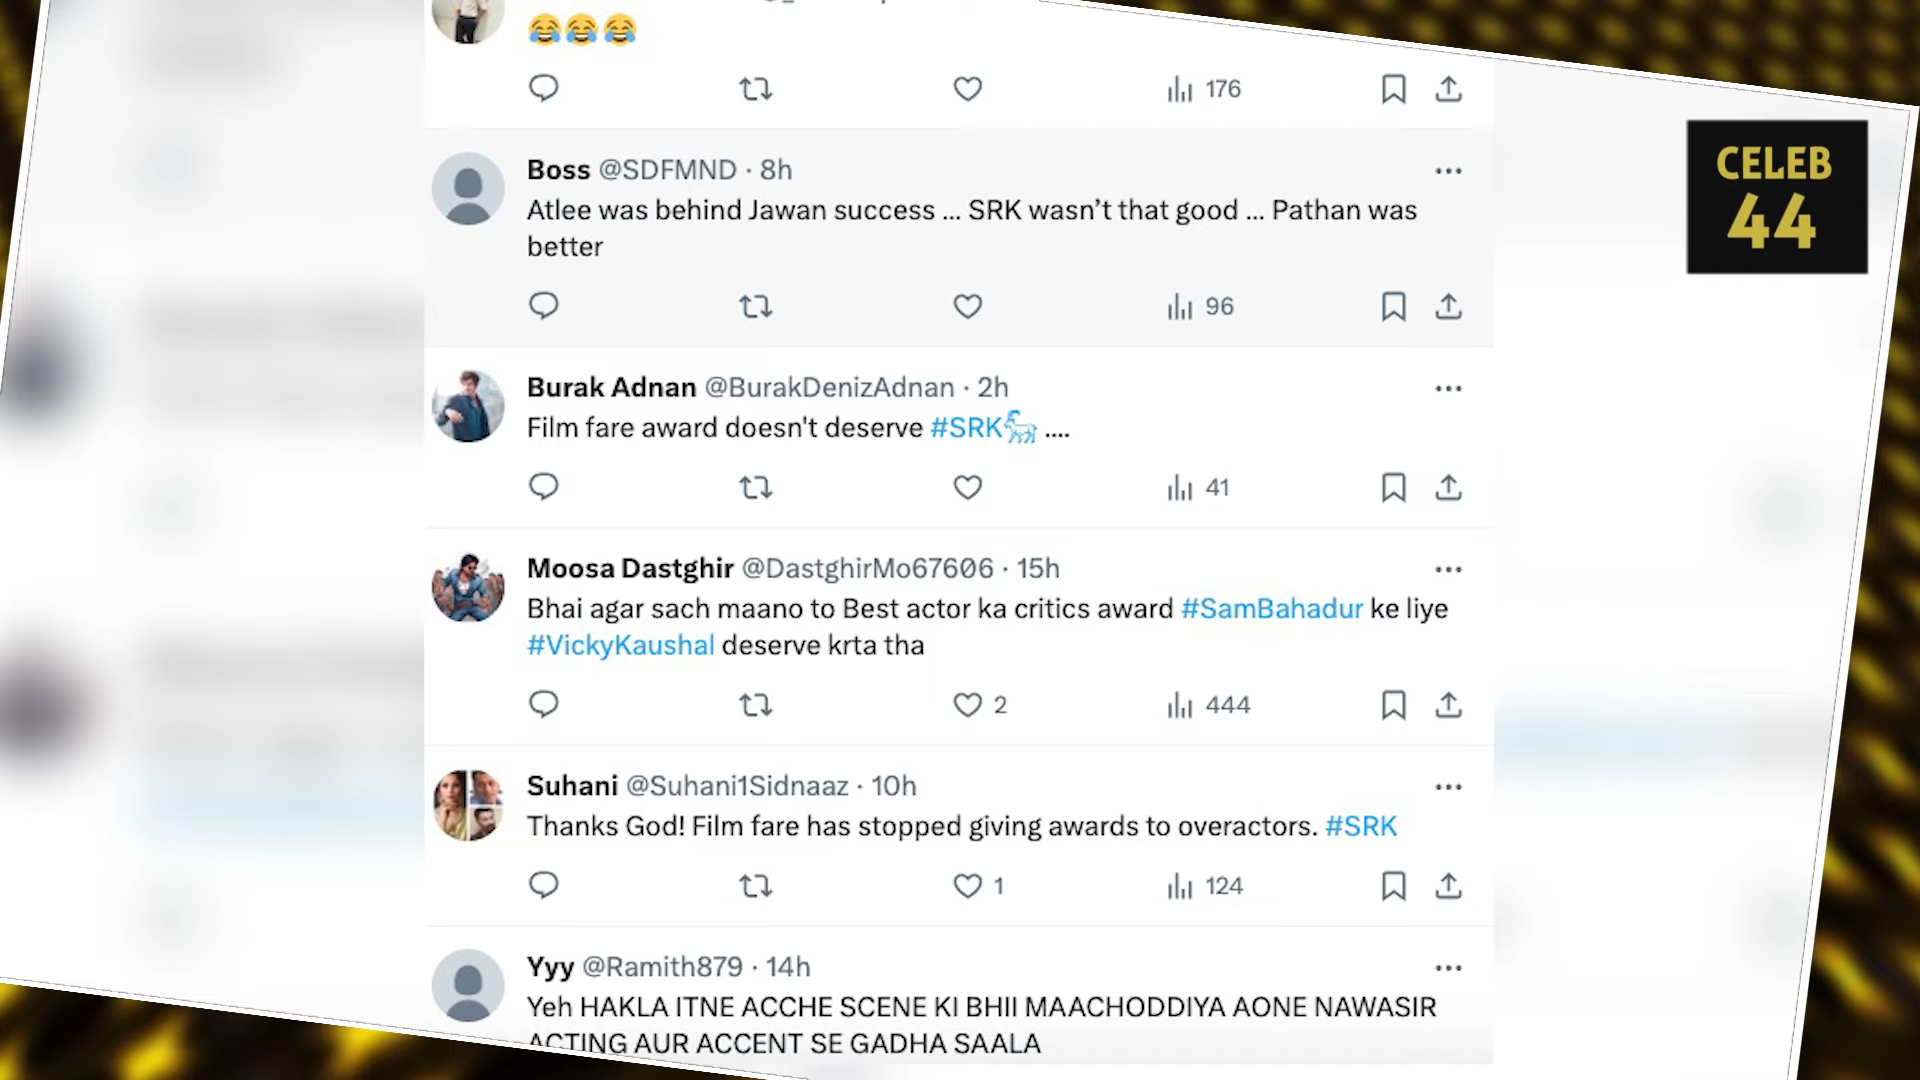 😂😂😂
176
CELEB
44
Boss @SDFMND · 8h
Atlee was behind Jawan success ... SRK wasn’t that good ... Pathan was
better
96
Burak Adnan @BurakDenizAdnan · 2h
Film fare award doesn't deserve #SRK🐐 ....
41
Moosa Dastghir @DastghirMo67606 · 15h
Bhai agar sach maano to Best actor ka critics award #SamBahadur ke liye
#VickyKaushal deserve krta tha
2 444
Suhani @Suhani1Sidnaaz · 10h
Thanks God! Film fare has stopped giving awards to overactors. #SRK
1 124
Yyy @Ramith879 · 14h
Yeh HAKLA ITNE ACCHE SCENE KI BHII MAACHODDIYA AONE NAWASIR
ACTING AUR ACCENT SE GADHA SAALA